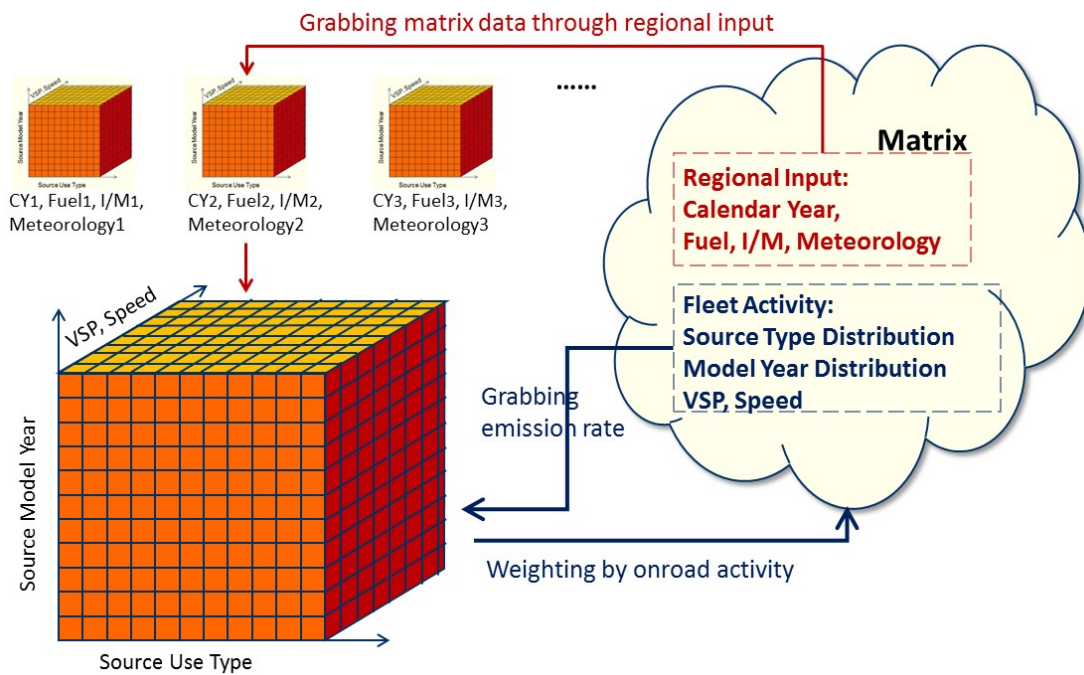 Grabbing matrix data through regional input
VSP, Speed
Source Model Year
Source Use Type
CY1, Fuel1, I/M1,
Meteorology1
VSP, Speed
Source Model Year
Source Use Type
CY2, Fuel2, I/M2,
Meteorology2
VSP, Speed
Source Model Year
Source Use Type
CY3, Fuel3, I/M3,
Meteorology3
......
Matrix
Regional Input:
Calendar Year,
Fuel, I/M, Meteorology
Fleet Activity:
Source Type Distribution
Model Year Distribution
VSP, Speed
VSP, Speed
Source Model Year
Source Use Type
Grabbing
emission rate
Weighting by onroad activity